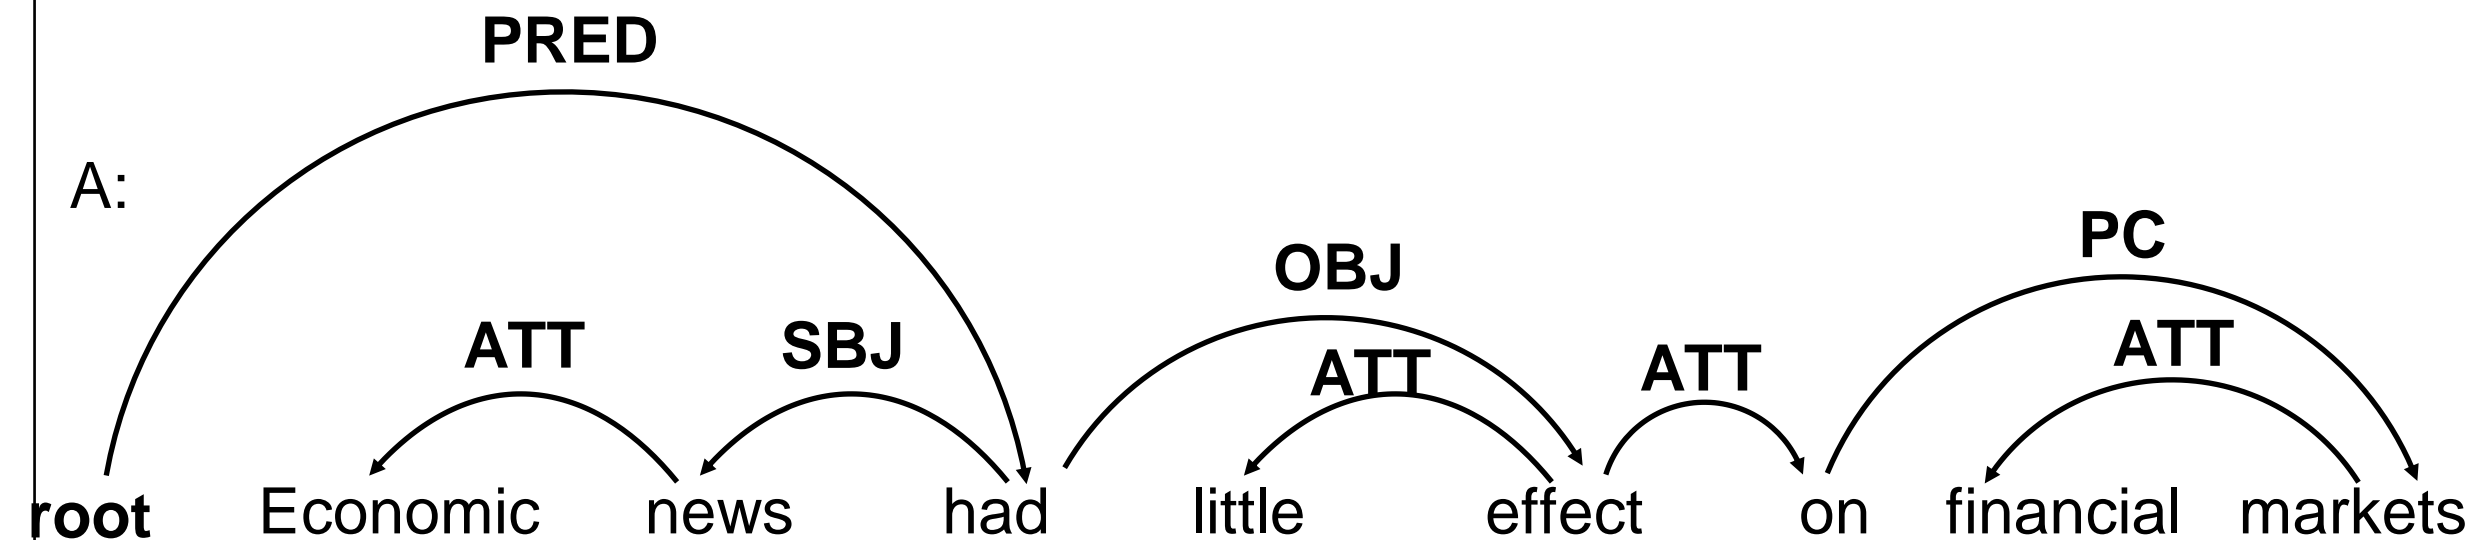 PRED
A:
OBJ
PC
ATT
SBJ
ATT
ATT
ATT
root Economic news had little effect on financial markets